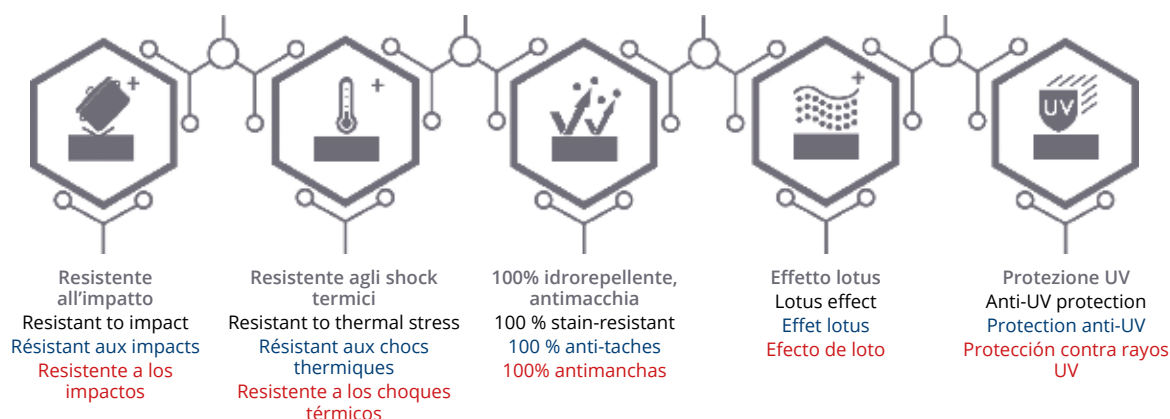 UV
Resistente
all’impatto
Resistant to impact
Résistant aux impacts
Resistente a los
impactos
Resistente agli shock
termici
Resistant to thermal stress
Résistant aux chocs
thermiques
Resistente a los choques
térmicos
100% idrorepellente,
antimacchia
100 % stain-resistant
100 % anti-taches
100% antimanchas
Effetto lotus
Lotus effect
Effet lotus
Efecto de loto
Protezione UV
Anti-UV protection
Protection anti-UV
Protección contra rayos
UV